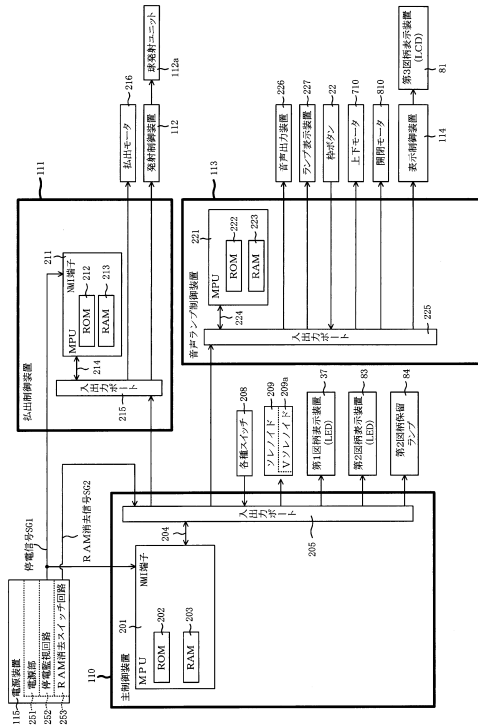 115
電源装置
251
電源部
252
停電監視回路
253
RAM消去スイッチ回路
停電信号SG1
RAM消去信号SG2
110
主制御装置
201
MPU
NMI端子
ROM
202
RAM
203
204
入出力ポート
205
111
払出制御装置
211
MPU
NMI端子
ROM
212
RAM
213
214
入出力ポート
215
払出モータ
216
発射制御装置
112
球発射ユニット
112a
各種スイッチ
208
ソレノイド
209
Vソレノイド
209a
第1図柄表示装置
(LED)
37
第2図柄表示装置
(LED)
83
第2図柄保留
ランプ
84
113
音声ランプ制御装置
221
MPU
ROM
222
RAM
223
224
入出力ポート
225
音声出力装置
226
ランプ表示装置
227
枠ボタン
22
上下モータ
710
開閉モータ
810
表示制御装置
114
第3図柄表示装置
(LCD)
81